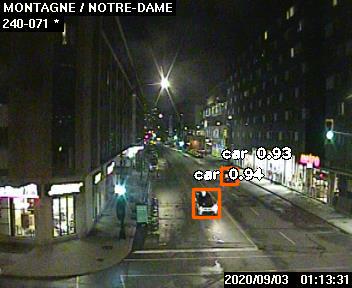 MONTAGNE / NOTRE-DAME
240-071 *
car 0.93
car 0.94
2020/09/03 01:13:31